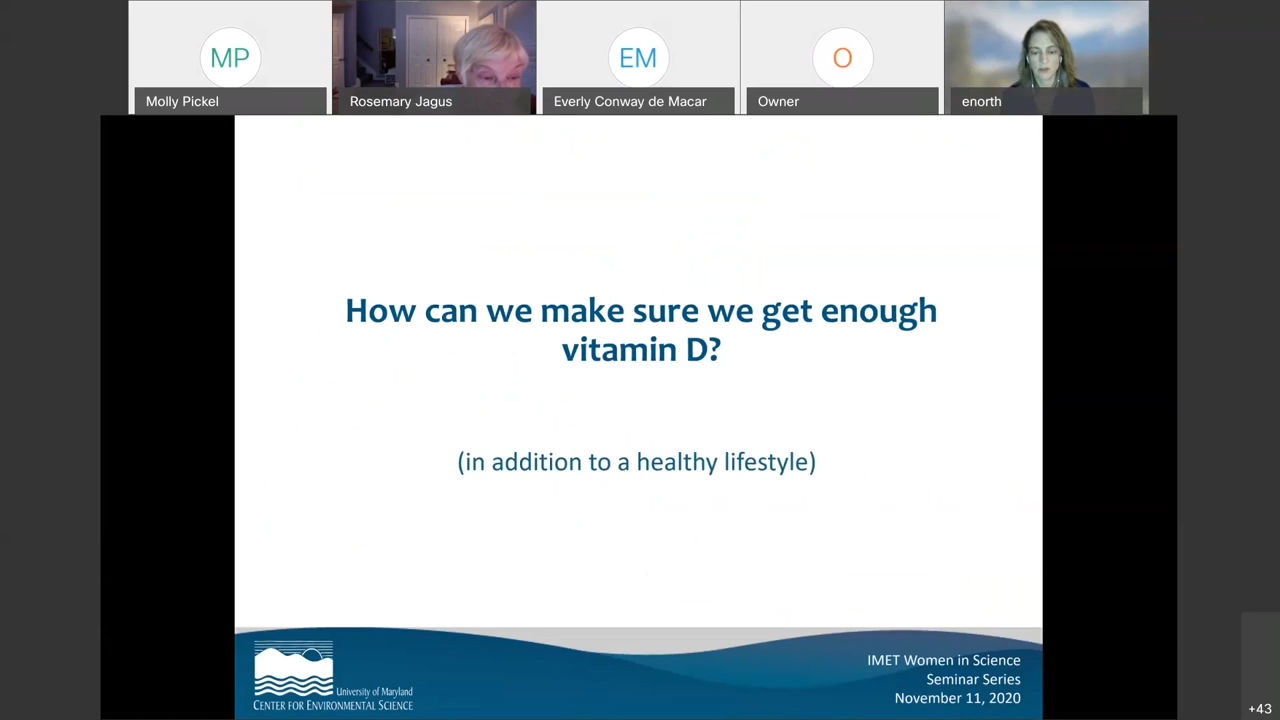 MP
Molly Pickel
Rosemary Jagus
EM
Everly Conway de Macar
O
Owner
enorth
How can we make sure we get enough
vitamin D?
(in addition to a healthy lifestyle)
University of Maryland
CENTER FOR ENVIRONMENTAL SCIENCE
IMET Women in Science
Seminar Series
November 11, 2020
+43